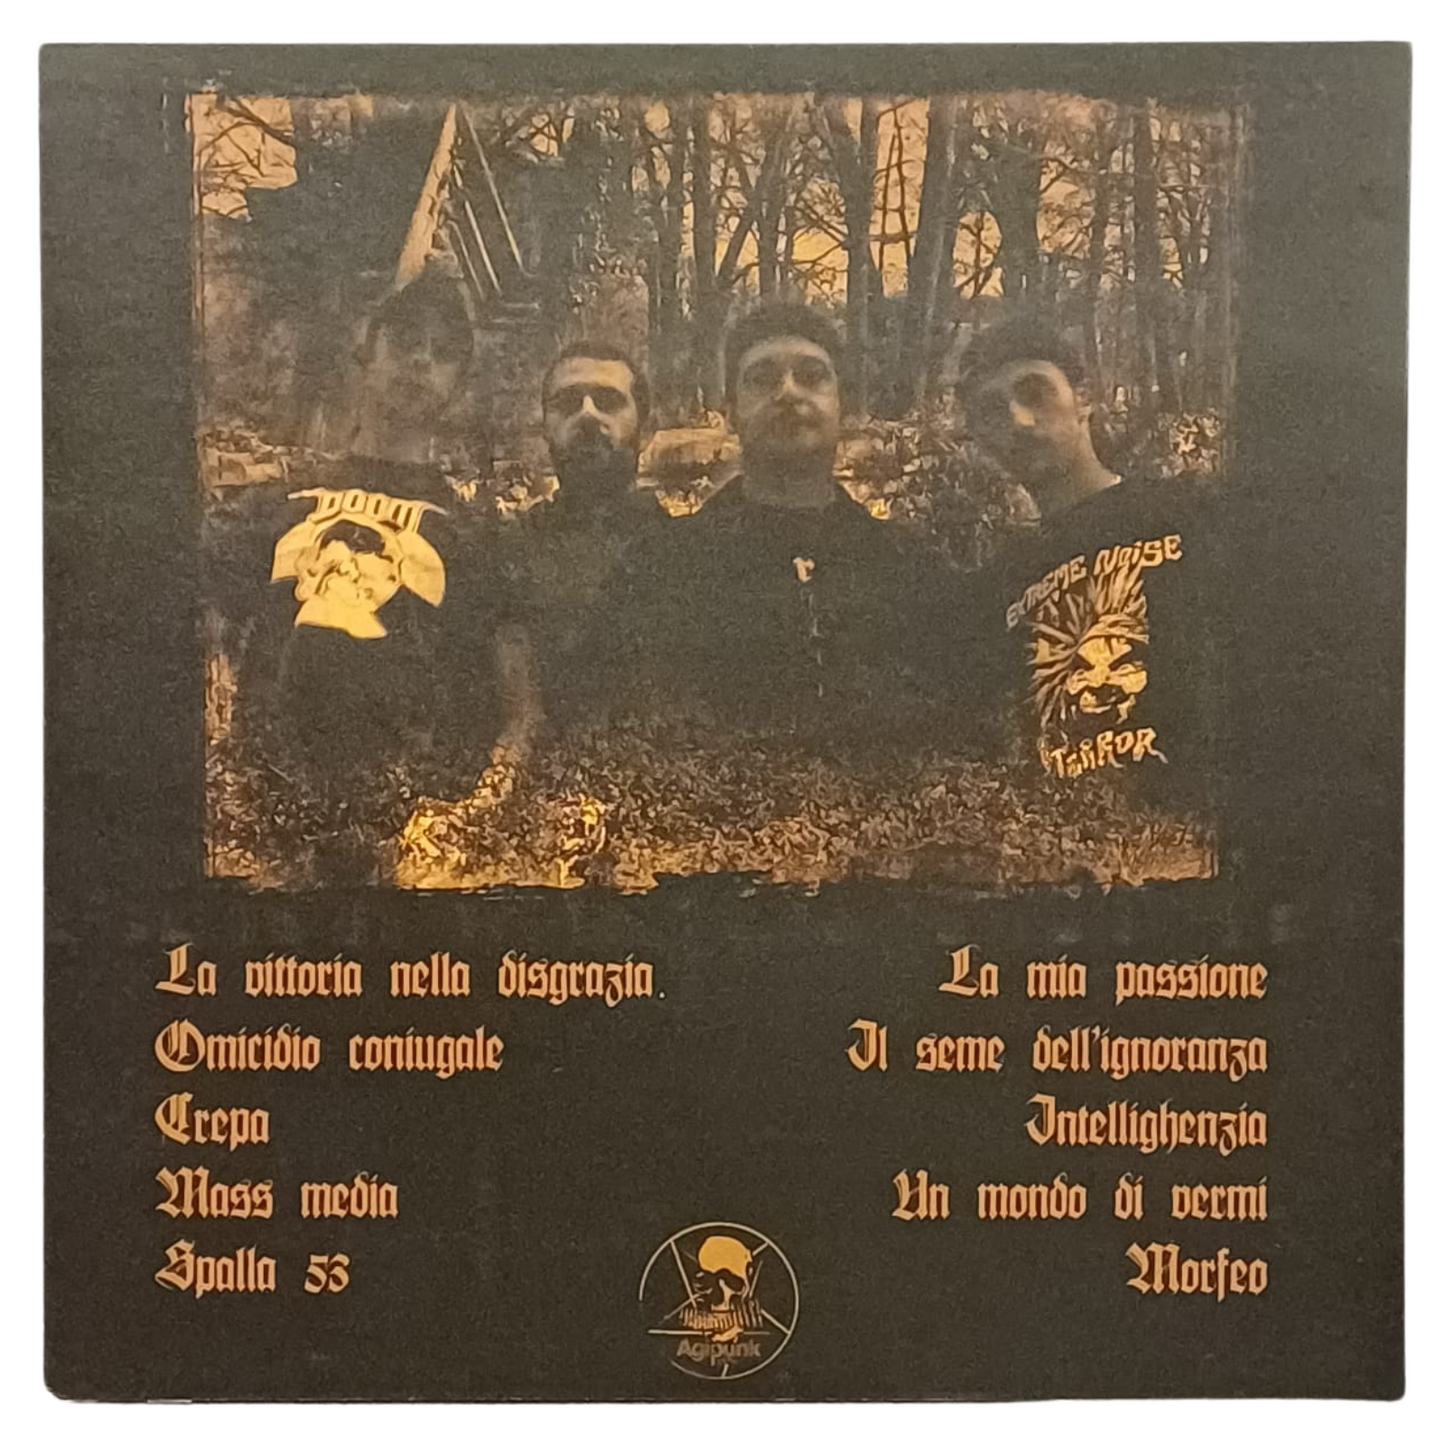 DOOM
r
EXTREME NOISE
TERROR
La vittoria nella disgrazia.
Omicidio coniugale
Crepa
Mass media
Spalla 53
La mia passione
Il seme dell'ignoranza
Intellighenzia
Un mondo di vermi
Morfeo
Agipunk